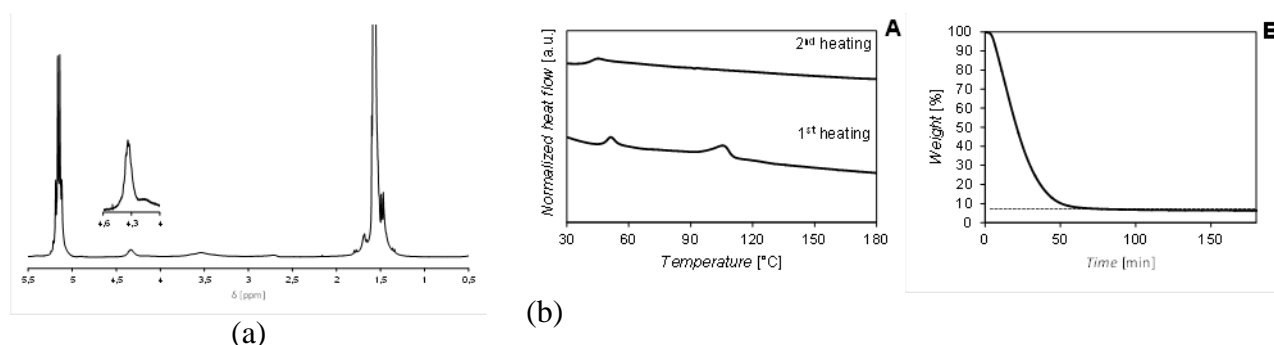 4,6 4,3 4
5,5 5 4,5 4 3,5 3 2,5 2 1,5 1 0,5
δ [ppm]
(a)
A
Normalized heat flow [a.u.]
2nd heating
1st heating
30 60 90 120 150 180
Temperature [°C]
(b)
E
Weight [%]
100
90
80
70
60
50
40
30
20
10
0
0 50 100 150
Time [min]